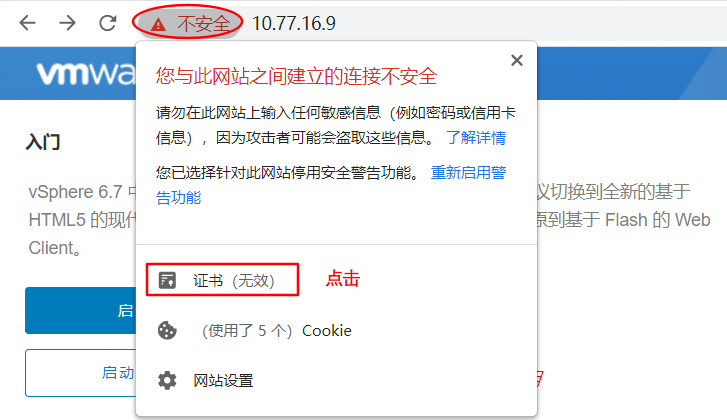 不安全 10.77.16.9
vmwa
您与此网站之间建立的连接不安全
请勿在此网站上输入任何敏感信息（例如密码或信用卡
信息），因为攻击者可能会盗取这些信息。 了解详情
您已选择针对此网站停用安全警告功能。 重新启用警
告功能
入门
vSphere 6.7
议切换到全新的基于
HTML5 的现代
原到基于 Flash 的 Web
Client。
证书（无效） 点击
（使用了 5 个）Cookie
启动
网站设置